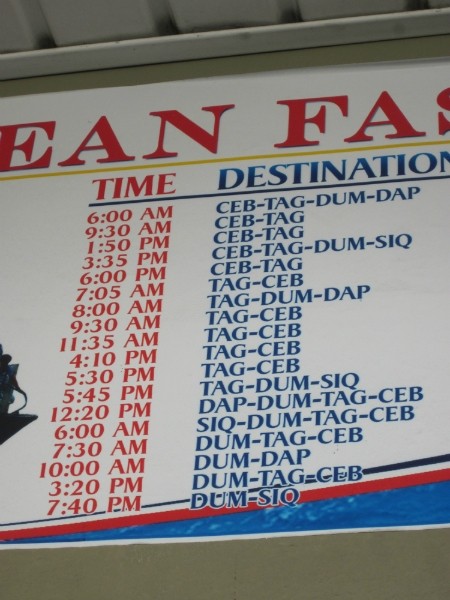 EAN FAS
TIME DESTINATION
6:00 AM CEB-TAG-DUM-DAP
9:30 AM CEB-TAG
1:50 PM CEB-TAG
3:35 PM CEB-TAG-DUM-SIQ
6:00 PM CEB-TAG
7:05 AM TAG-CEB
8:00 AM TAG-DUM-DAP
9:30 AM TAG-CEB
11:35 AM TAG-CEB
4:10 PM TAG-CEB
5:30 PM TAG-CEB
5:45 PM TAG-DUM-SIQ
12:20 PM DAP-DUM-TAG-CEB
6:00 AM SIQ-DUM-TAG-CEB
7:30 AM DUM-TAG-CEB
10:00 AM DUM-DAP
3:20 PM DUM-TAG-CEB
7:40 PM DUM-SIQ